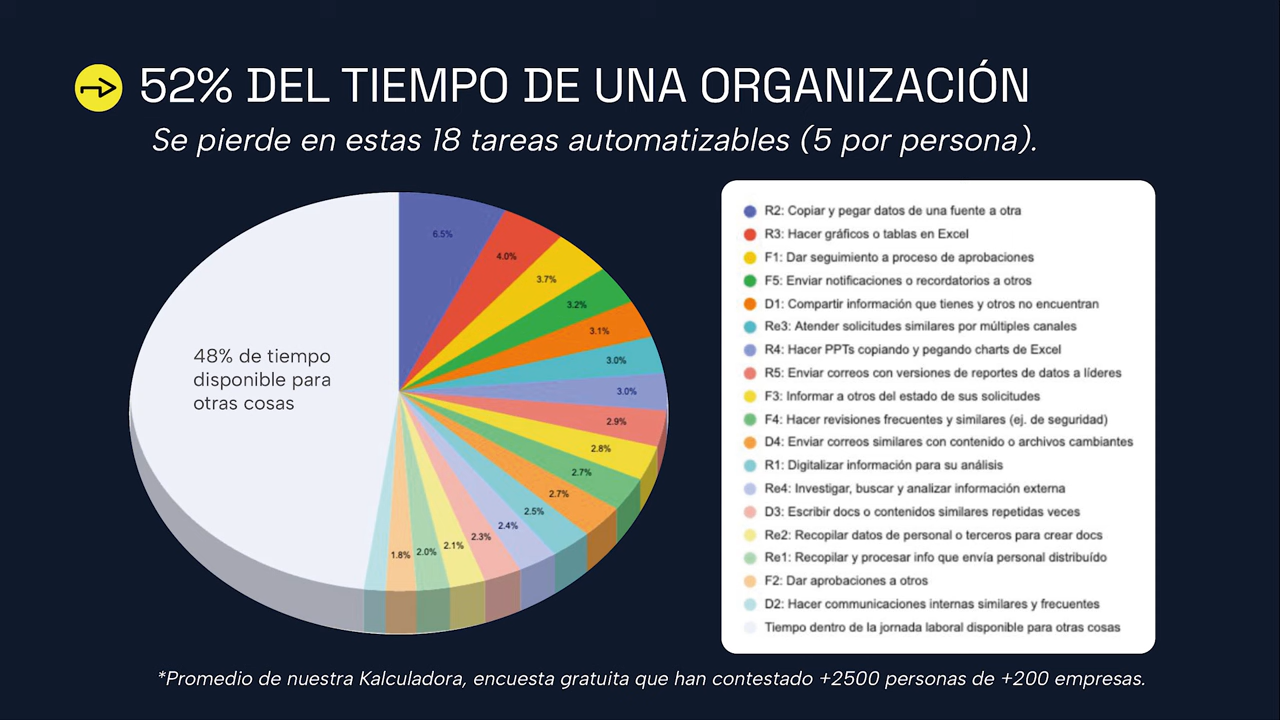 52% DEL TIEMPO DE UNA ORGANIZACIÓN
Se pierde en estas 18 tareas automatizables (5 por persona).
6.5%
4.0%
3.7%
3.2%
3.1%
3.0%
3.0%
2.9%
2.8%
2.7%
2.7%
2.5%
2.4%
2.3%
2.1%
2.0%
1.8%
48% de tiempo
disponible para
otras cosas
R2: Copiar y pegar datos de una fuente a otra
R3: Hacer gráficos o tablas en Excel
F1: Dar seguimiento a proceso de aprobaciones
F5: Enviar notificaciones o recordatorios a otros
D1: Compartir información que tienes y otros no encuentran
Re3: Atender solicitudes similares por múltiples canales
R4: Hacer PPTs copiando y pegando charts de Excel
R5: Enviar correos con versiones de reportes de datos a líderes
F3: Informar a otros del estado de sus solicitudes
F4: Hacer revisiones frecuentes y similares (ej. de seguridad)
D4: Enviar correos similares con contenido o archivos cambiantes
R1: Digitalizar información para su análisis
Re4: Investigar, buscar y analizar información externa
D3: Escribir docs o contenidos similares repetidas veces
Re2: Recopilar datos de personal o terceros para crear docs
Re1: Recopilar y procesar info que envía personal distribuído
F2: Dar aprobaciones a otros
D2: Hacer communicaciones internas similares y frecuentes
Tiempo dentro de la jornada laboral disponible para otras cosas
*Promedio de nuestra Kalculadora, encuesta gratuita que han contestado +2500 personas de +200 empresas.